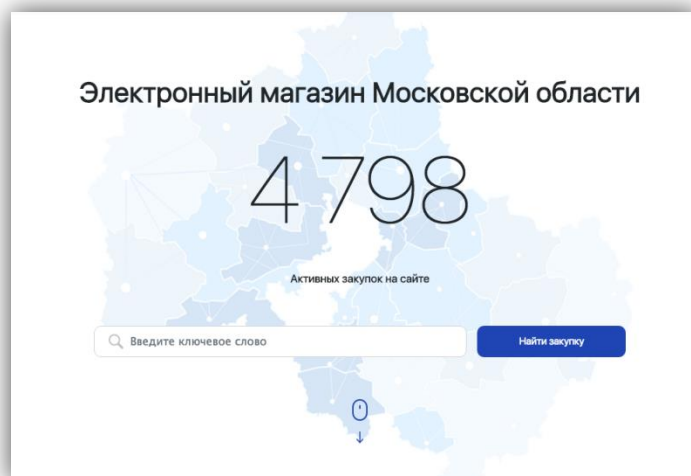 Электронный магазин Московской области
4 798
Активных закупок на сайте
Введите ключевое слово
Найти закупку